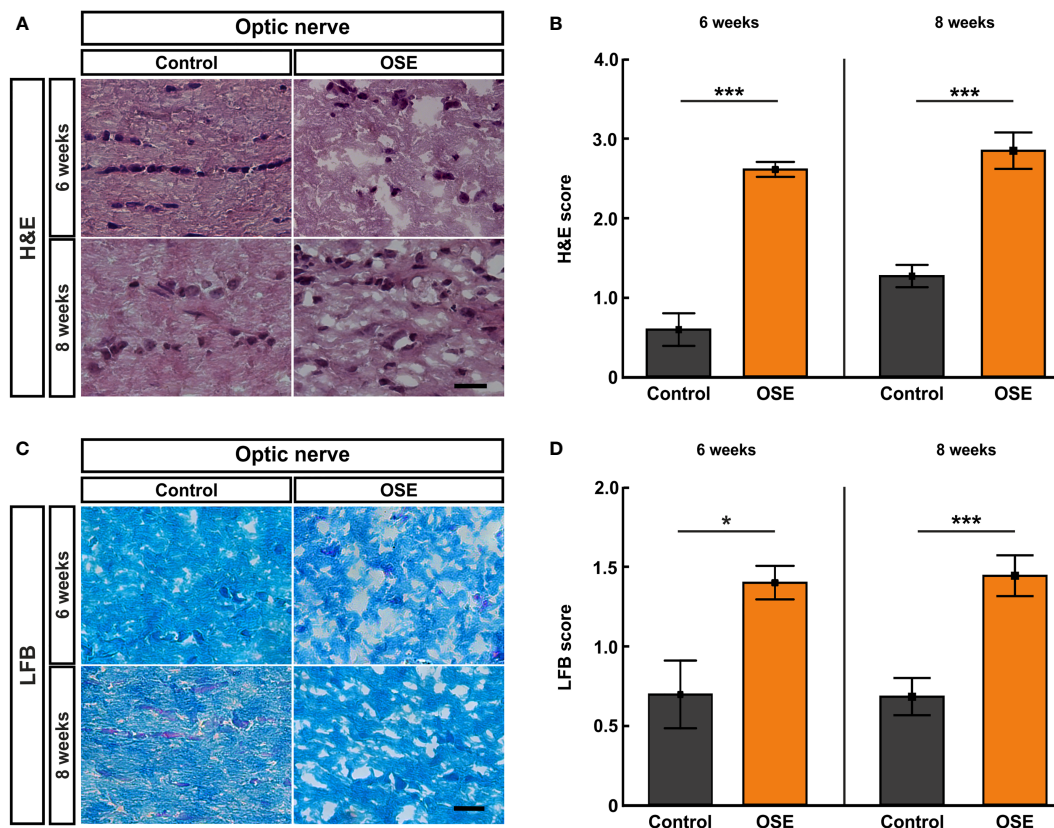 A
Optic nerve
Control
OSE
H&E
6 weeks
8 weeks
B
6 weeks
8 weeks
***
***
4.0
3.0
2.0
1.0
0
H&E score
Control
OSE
Control
OSE
C
Optic nerve
Control
OSE
LFB
6 weeks
8 weeks
D
6 weeks
8 weeks
*
***
2.0
1.5
1.0
0.5
0
LFB score
Control
OSE
Control
OSE